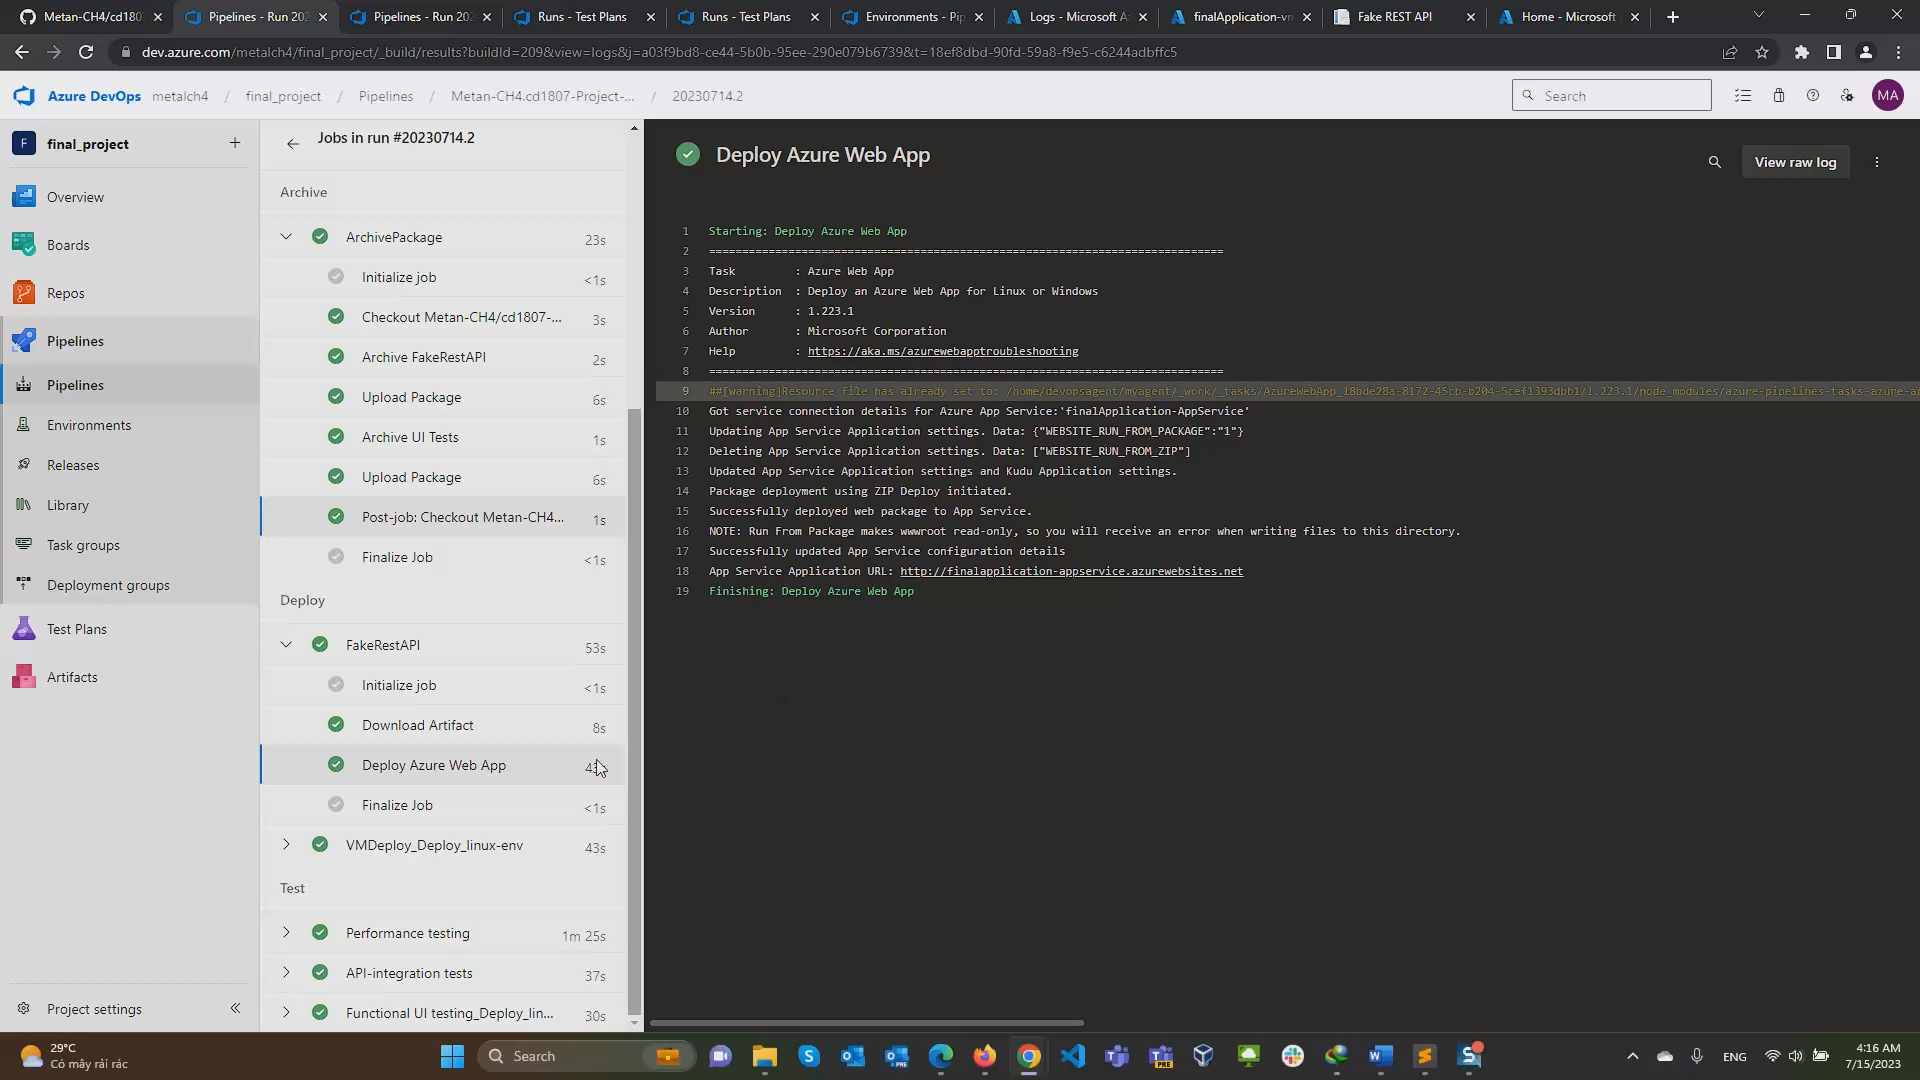 Metan-CH4/cd180
Pipelines - Run 202
Pipelines - Run 202
Runs - Test Plans
Runs - Test Plans
Environments - Pip
Logs - Microsoft A
finalApplication-vn
Fake REST API
Home - Microsoft
dev.azure.com/metalch4/final_project/_build/results?buildId=209&view=logs&j=a03f9bd8-ce44-5b0b-95ee-290e079b6739&t=18ef8dbd-90fd-59a8-f9e5-c6244adbffc5
Azure DevOps metalch4 / final_project / Pipelines / Metan-CH4.cd1807-Project-... / 20230714.2
Search
MA
F final_project
Overview
Boards
Repos
Pipelines
Pipelines
Environments
Releases
Library
Task groups
Deployment groups
Test Plans
Artifacts
Project settings
Jobs in run #20230714.2
Archive
ArchivePackage 23s
Initialize job <1s
Checkout Metan-CH4/cd1807-... 3s
Archive FakeRestAPI 2s
Upload Package 6s
Archive UI Tests 1s
Upload Package 6s
Post-job: Checkout Metan-CH4... 1s
Finalize Job <1s
Deploy
FakeRestAPI 53s
Initialize job <1s
Download Artifact 8s
Deploy Azure Web App
Finalize Job <1s
VMDeploy_Deploy_linux-env 43s
Test
Performance testing 1m 25s
API-integration tests 37s
Functional UI testing_Deploy_lin... 30s
Deploy Azure Web App
View raw log
1 Starting: Deploy Azure Web App
2 ==============================================================================
3 Task : Azure Web App
4 Description : Deploy an Azure Web App for Linux or Windows
5 Version : 1.223.1
6 Author : Microsoft Corporation
7 Help : https://aka.ms/azurewebapptroubleshooting
8 ==============================================================================
9 ##[warning]Resource file has already set to: /home/devopsagent/myagent/_work/_tasks/AzureWebApp_18bde28a-8172-45cb-b204-5cef1393dbb1/1.223.1/node_modules/azure-pipelines-tasks-azure-a
10 Got service connection details for Azure App Service:'finalApplication-AppService'
11 Updating App Service Application settings. Data: {"WEBSITE_RUN_FROM_PACKAGE":"1"}
12 Deleting App Service Application settings. Data: ["WEBSITE_RUN_FROM_ZIP"]
13 Updated App Service Application settings and Kudu Application settings.
14 Package deployment using ZIP Deploy initiated.
15 Successfully deployed web package to App Service.
16 NOTE: Run From Package makes wwwroot read-only, so you will receive an error when writing files to this directory.
17 Successfully updated App Service configuration details
18 App Service Application URL: http://finalapplication-appservice.azurewebsites.net
19 Finishing: Deploy Azure Web App
29°C
Có mây rải rác
Search
ENG
4:16 AM
7/15/2023